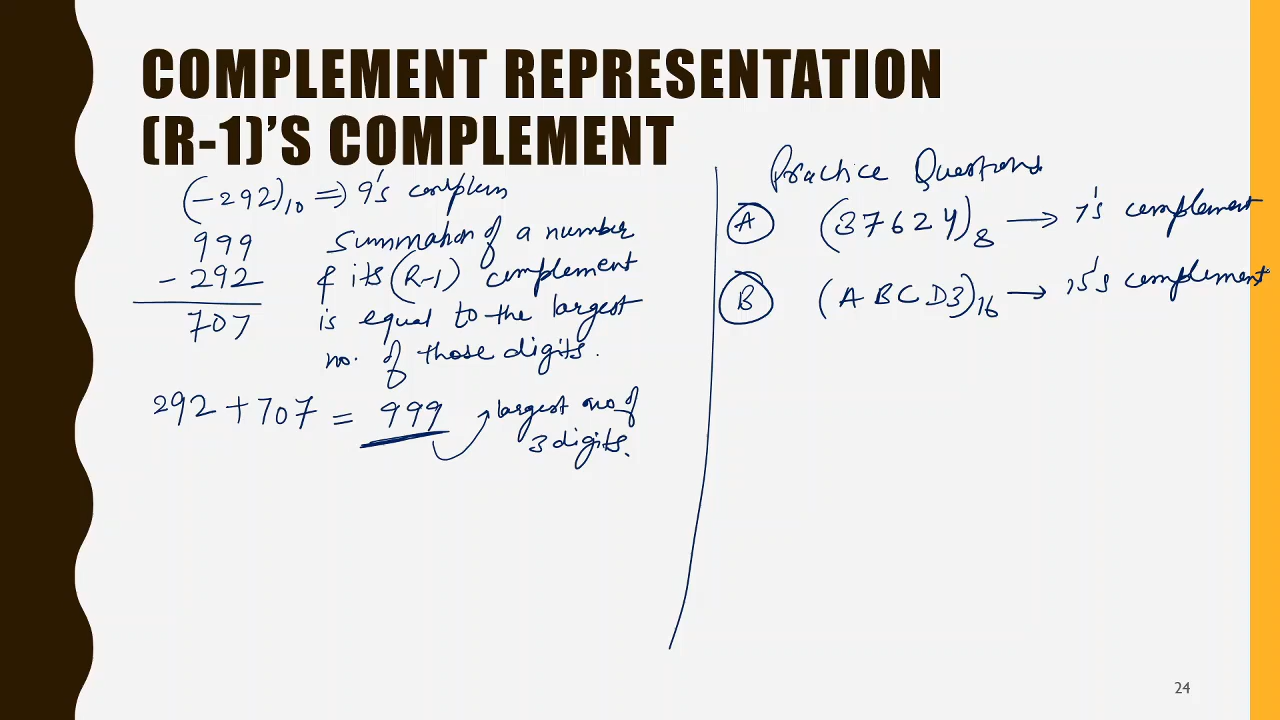 COMPLEMENT REPRESENTATION
(R-1)'S COMPLEMENT
(-292)₁₀ => 9's complem
999
- 292
707
Summation of a number
& its (R-1) complement
is equal to the largest
no. of those digits.
292 + 707 = 999 largest no of
3 digits.
Practice Questions
A (37624)₈ → 7's complement
B (ABCD3)₁₆ → 15's complement
24